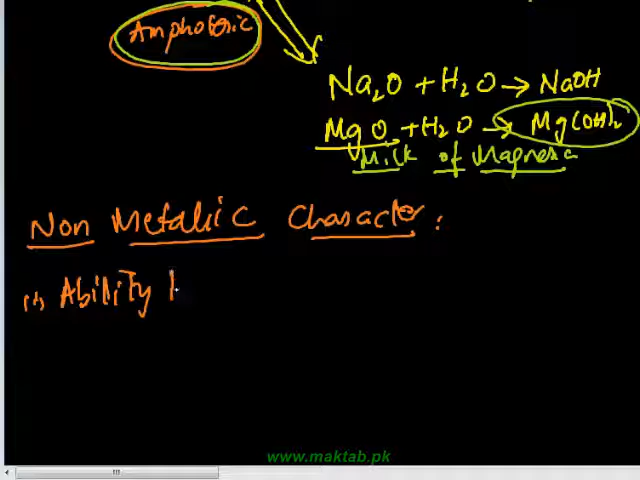 Amphoteric
Na2O + H2O → NaOH
MgO + H2O → Mg(OH)2
Milk of Magnesia
Non Metallic Character :
(i) Ability
www.maktab.pk